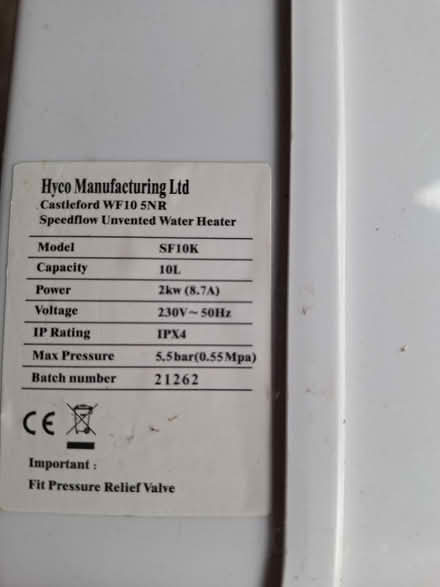 Hyco Manufacturing Ltd
Castleford WF10 5NR
Speedflow Unvented Water Heater
Model SF10K
Capacity 10L
Power 2kw (8.7A)
Voltage 230V~50Hz
IP Rating IPX4
Max Pressure 5.5bar(0.55Mpa)
Batch number 21262
CE
Important :
Fit Pressure Relief Valve